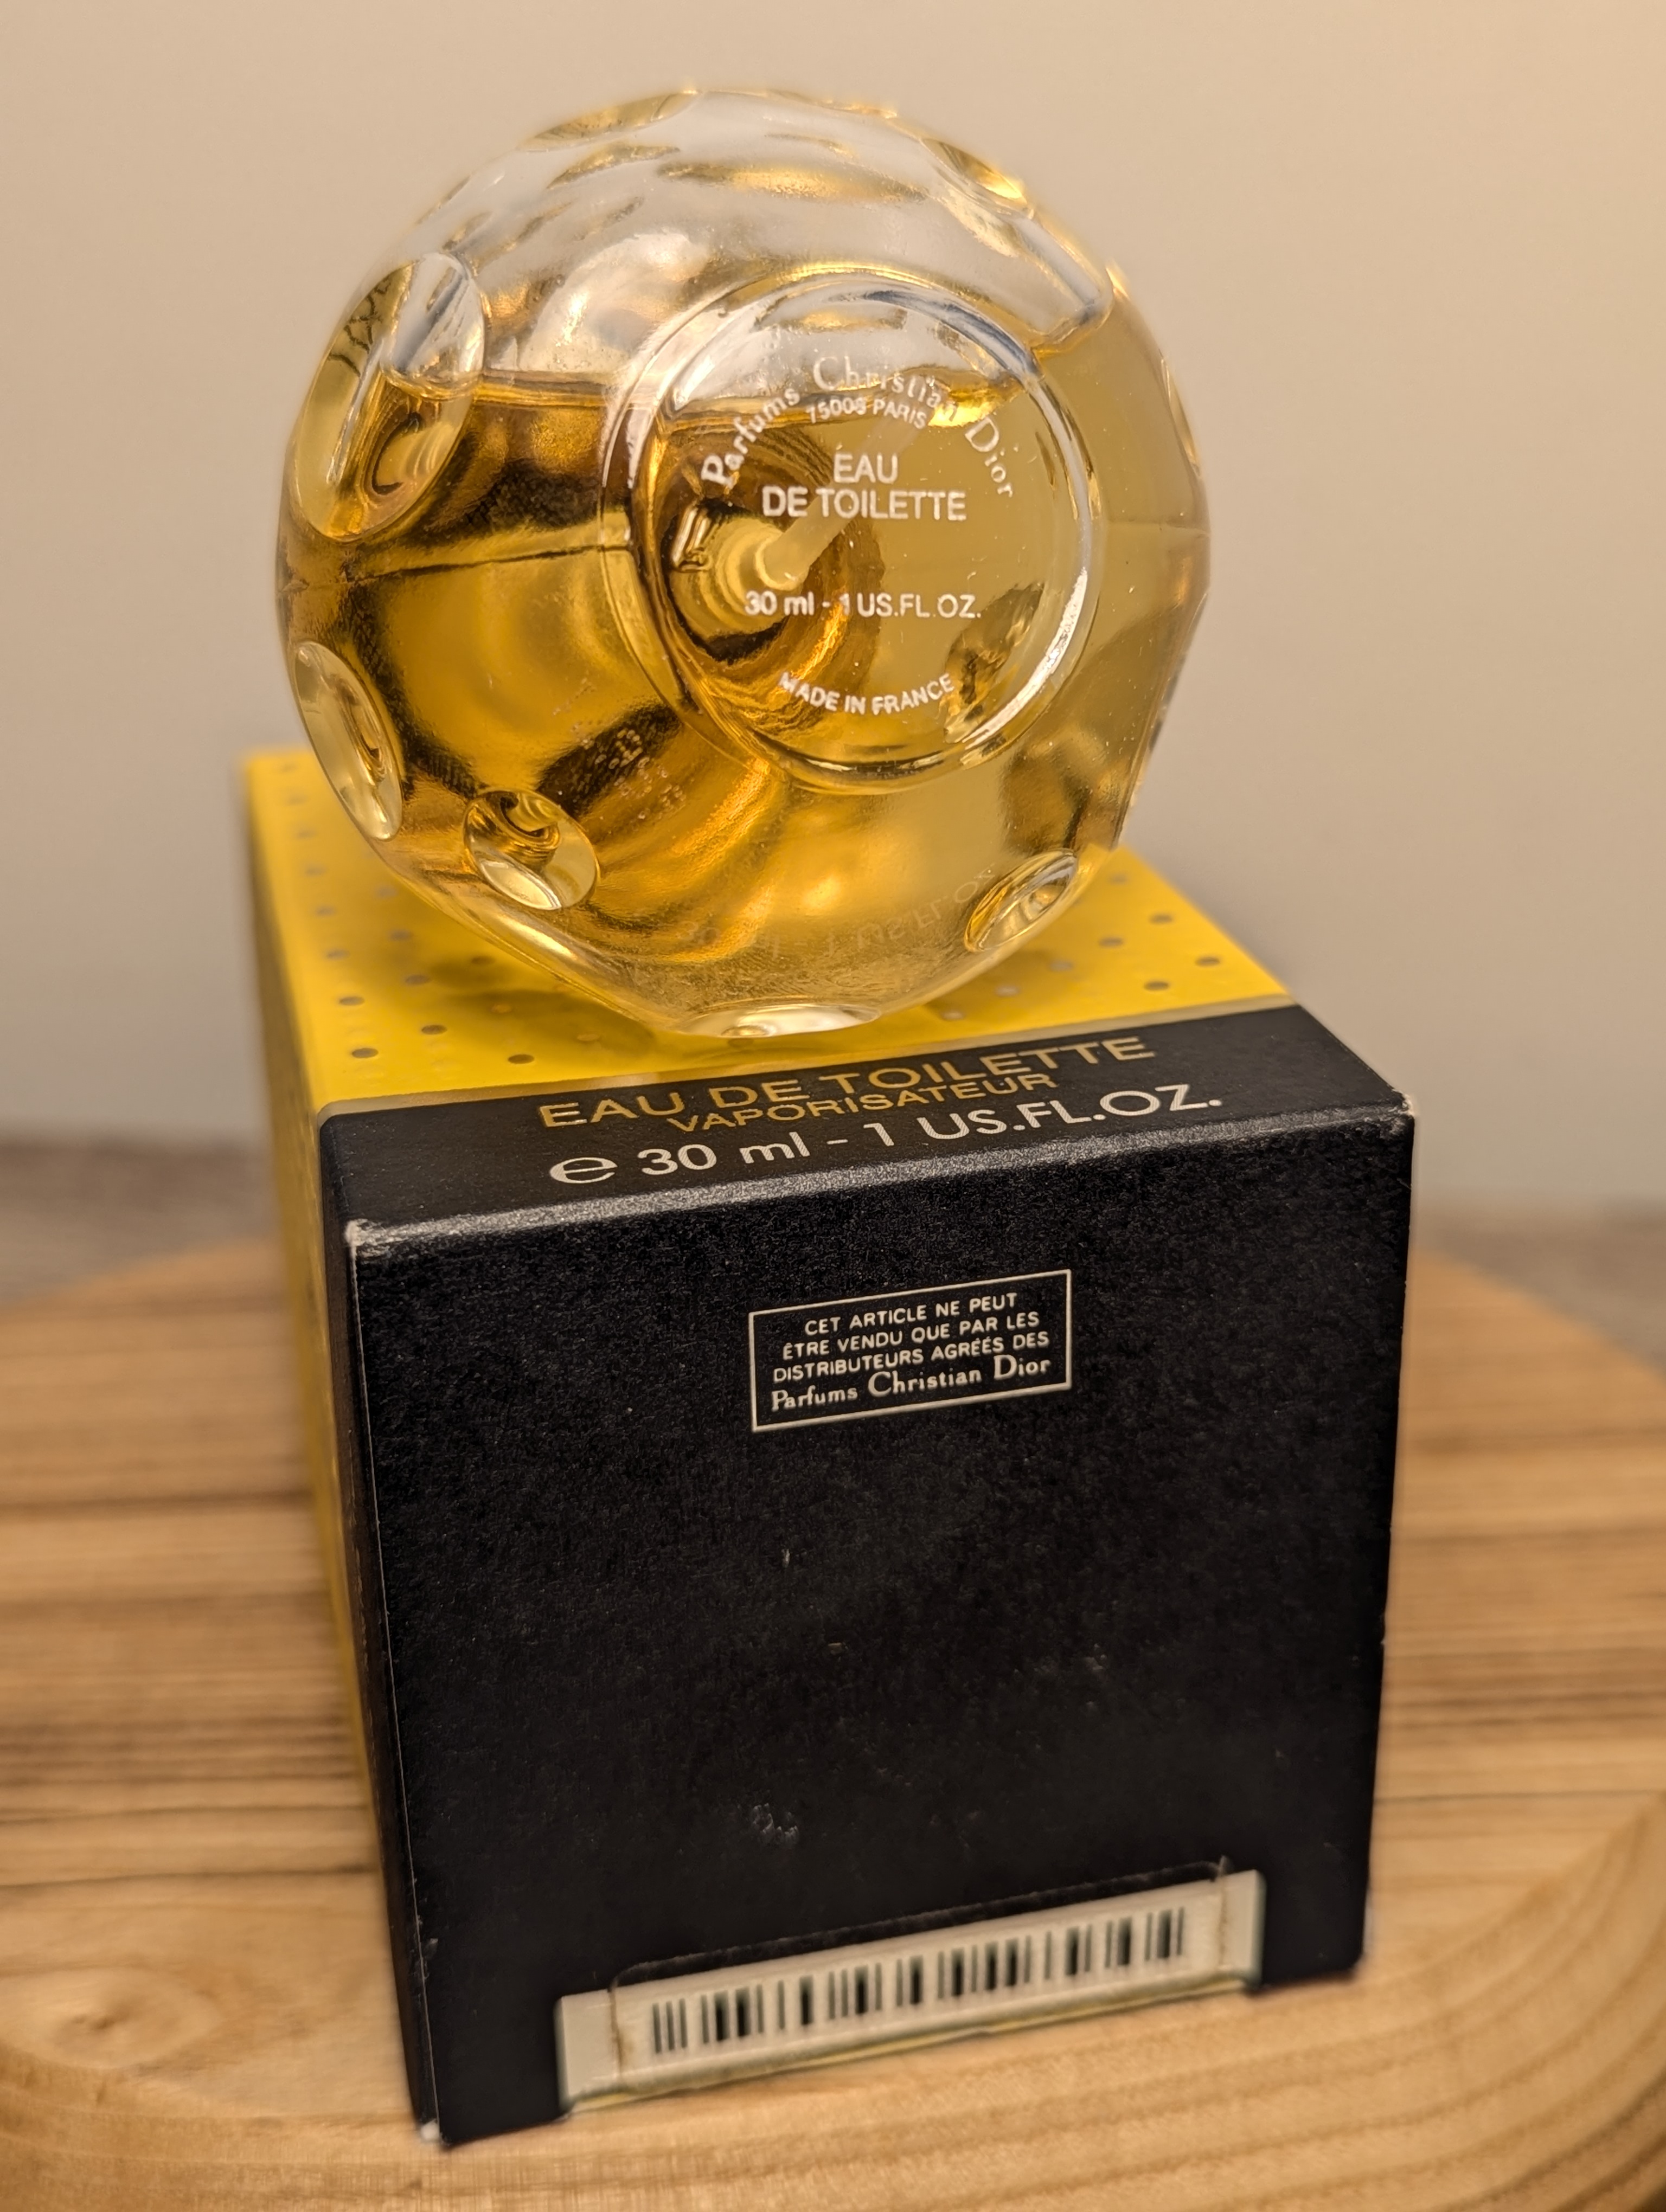 Parfums Christian Dior
75008 PARIS
EAU
DE TOILETTE
30 ml - 1 US.FL.OZ.
MADE IN FRANCE
EAU DE TOILETTE
VAPORISATEUR
e 30 ml - 1 US.FL.OZ.
CET ARTICLE NE PEUT
ÊTRE VENDU QUE PAR LES
DISTRIBUTEURS AGRÉÉS DES
Parfums Christian Dior